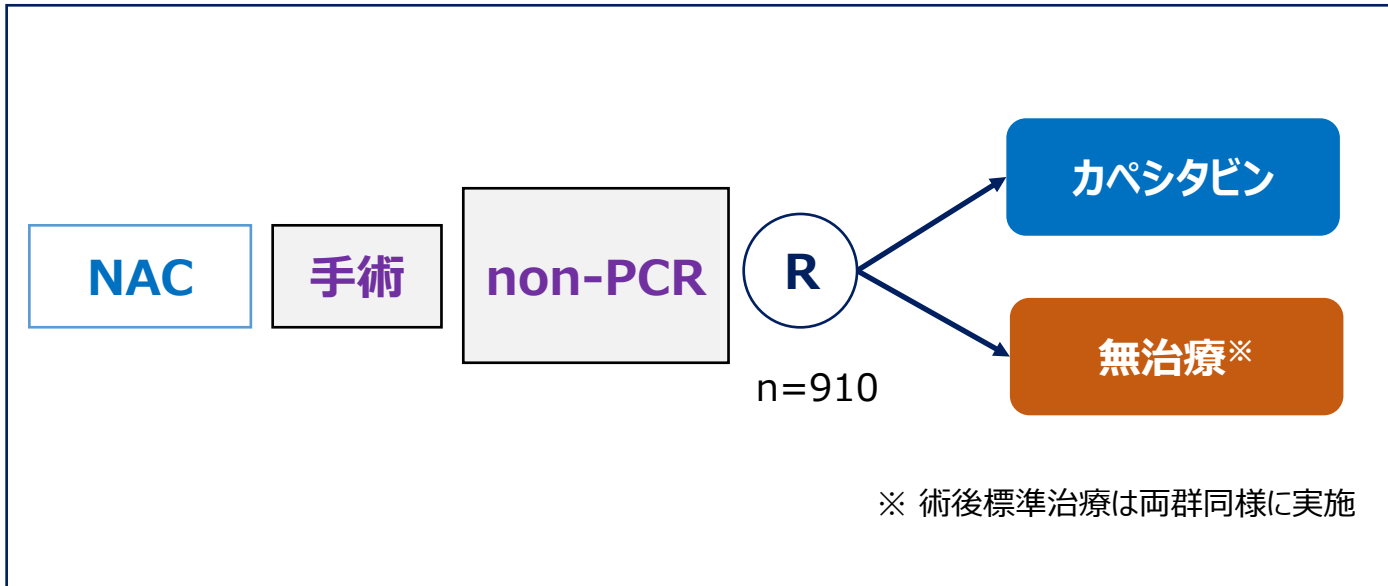 NAC
手術
non-PCR
R
n=910
カペシタビン
無治療※
※ 術後標準治療は両群同様に実施